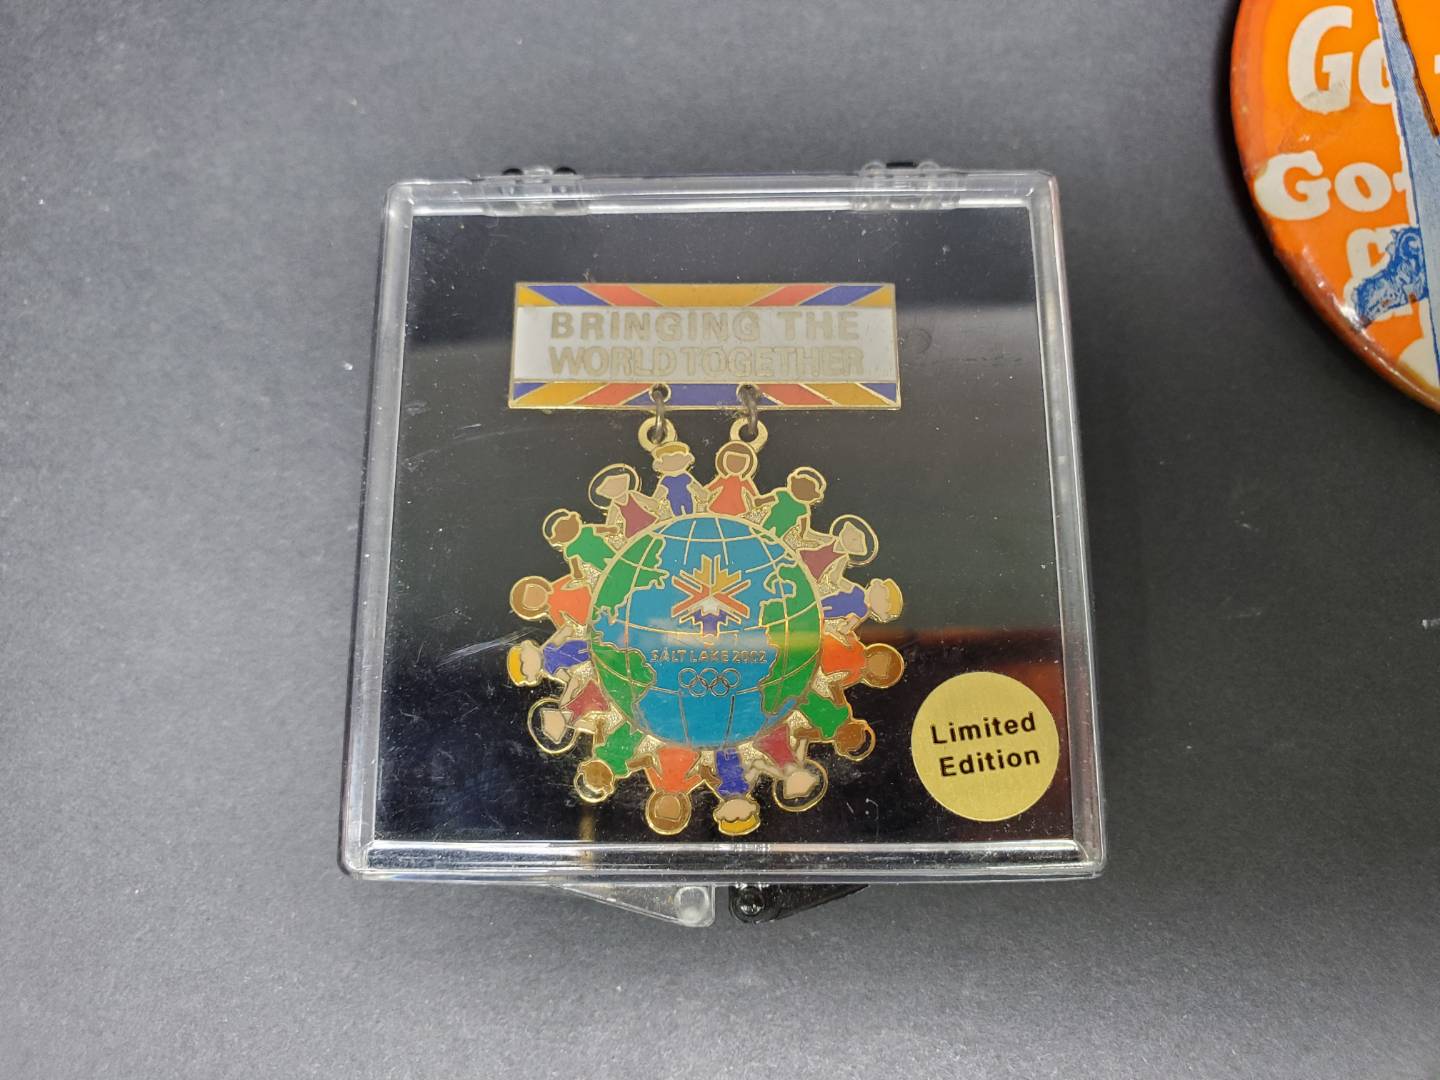 BRINGING THE
WORLD TOGETHER
SALT LAKE 2002
Limited
Edition